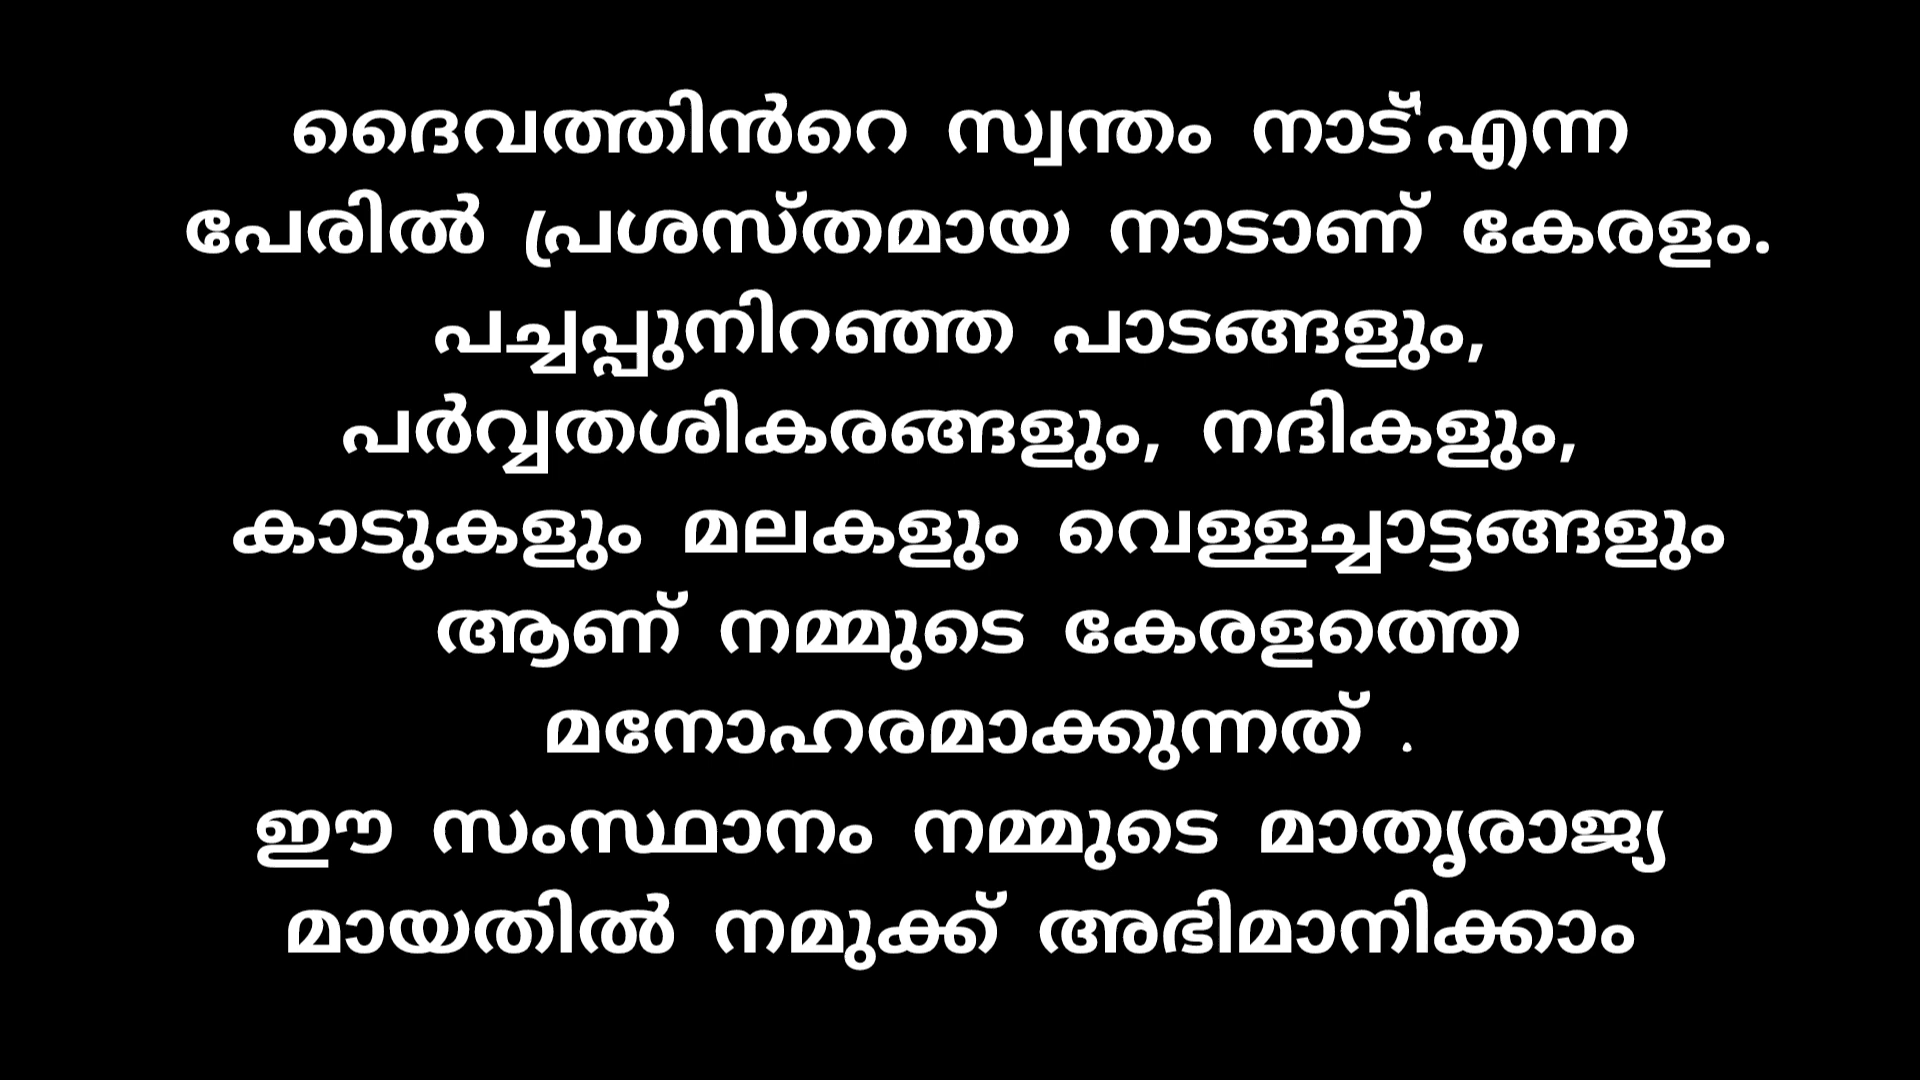 ദൈവത്തിൻറെ സ്വന്തം നാട്'എന്ന
പേരിൽ പ്രശസ്തമായ നാടാണ് കേരളം.
പച്ചപ്പുനിറഞ്ഞ പാടങ്ങളും,
പർവ്വതശികരങ്ങളും, നദികളും,
കാടുകളും മലകളും വെള്ളച്ചാട്ടങ്ങളും
ആണ് നമ്മുടെ കേരളത്തെ
മനോഹരമാക്കുന്നത് .
ഈ സംസ്ഥാനം നമ്മുടെ മാതൃരാജ്യ
മായതിൽ നമുക്ക് അഭിമാനിക്കാം